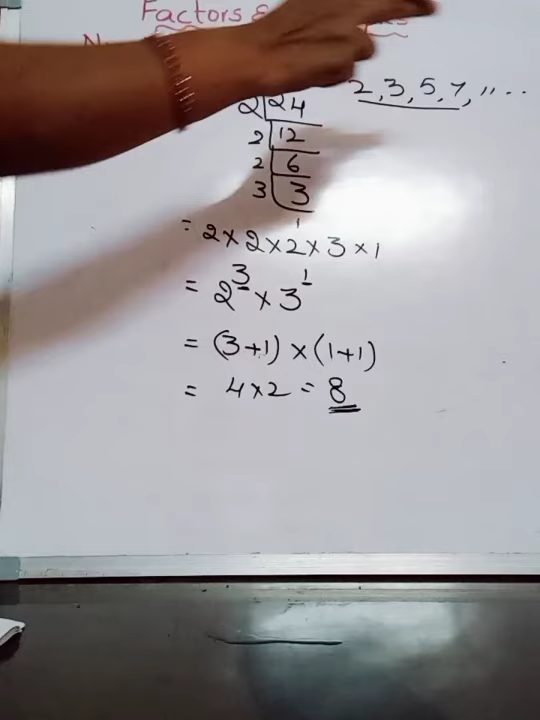 Factors &
2, 3, 5, 7, 11...
2 24
2 12
2 6
3 3
1
= 2 × 2 × 2 × 3 × 1
= 2³ × 3¹
= (3+1) × (1+1)
= 4 × 2 = 8